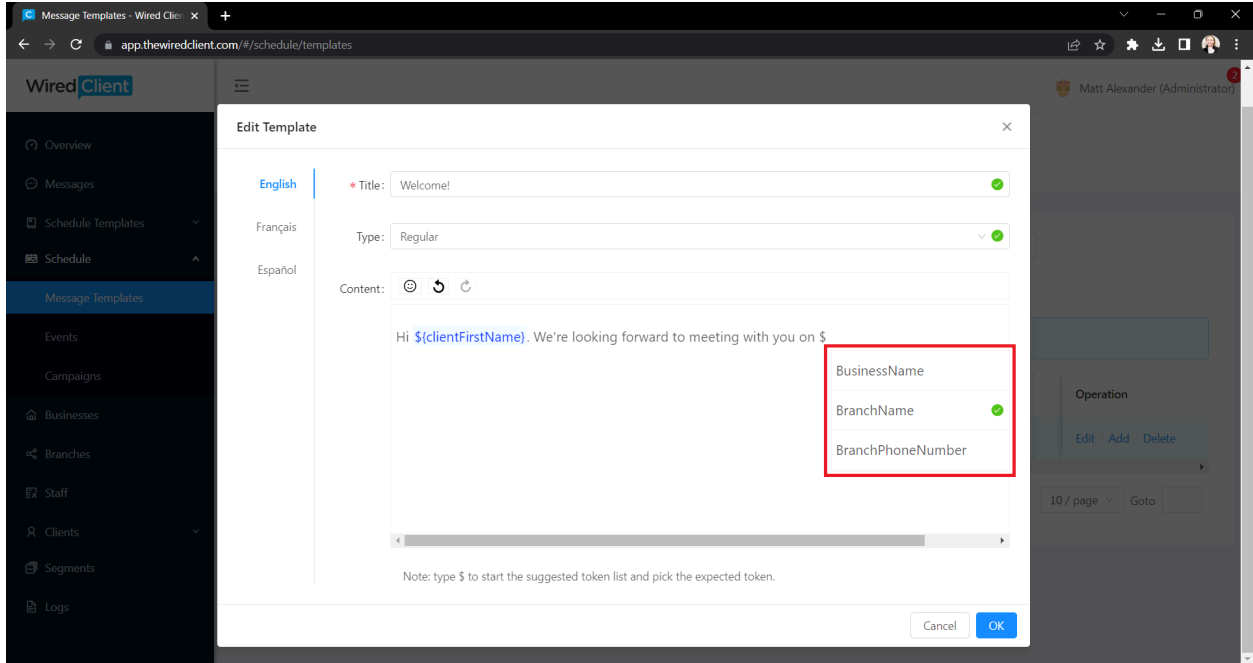 Message Templates - Wired Clien
app.thewiredclient.com/#/schedule/templates
Wired Client
2
Matt Alexander (Administrator)
Overview
Messages
Schedule Templates
Schedule
Message Templates
Events
Campaigns
Businesses
Branches
Staff
Clients
Segments
Logs
Edit Template
English
Français
Español
* Title: Welcome!
Type: Regular
Content:
Hi ${clientFirstName}. We're looking forward to meeting with you on $
BusinessName
BranchName
BranchPhoneNumber
Note: type $ to start the suggested token list and pick the expected token.
Cancel OK
Operation
Edit Add Delete
10 / page Goto